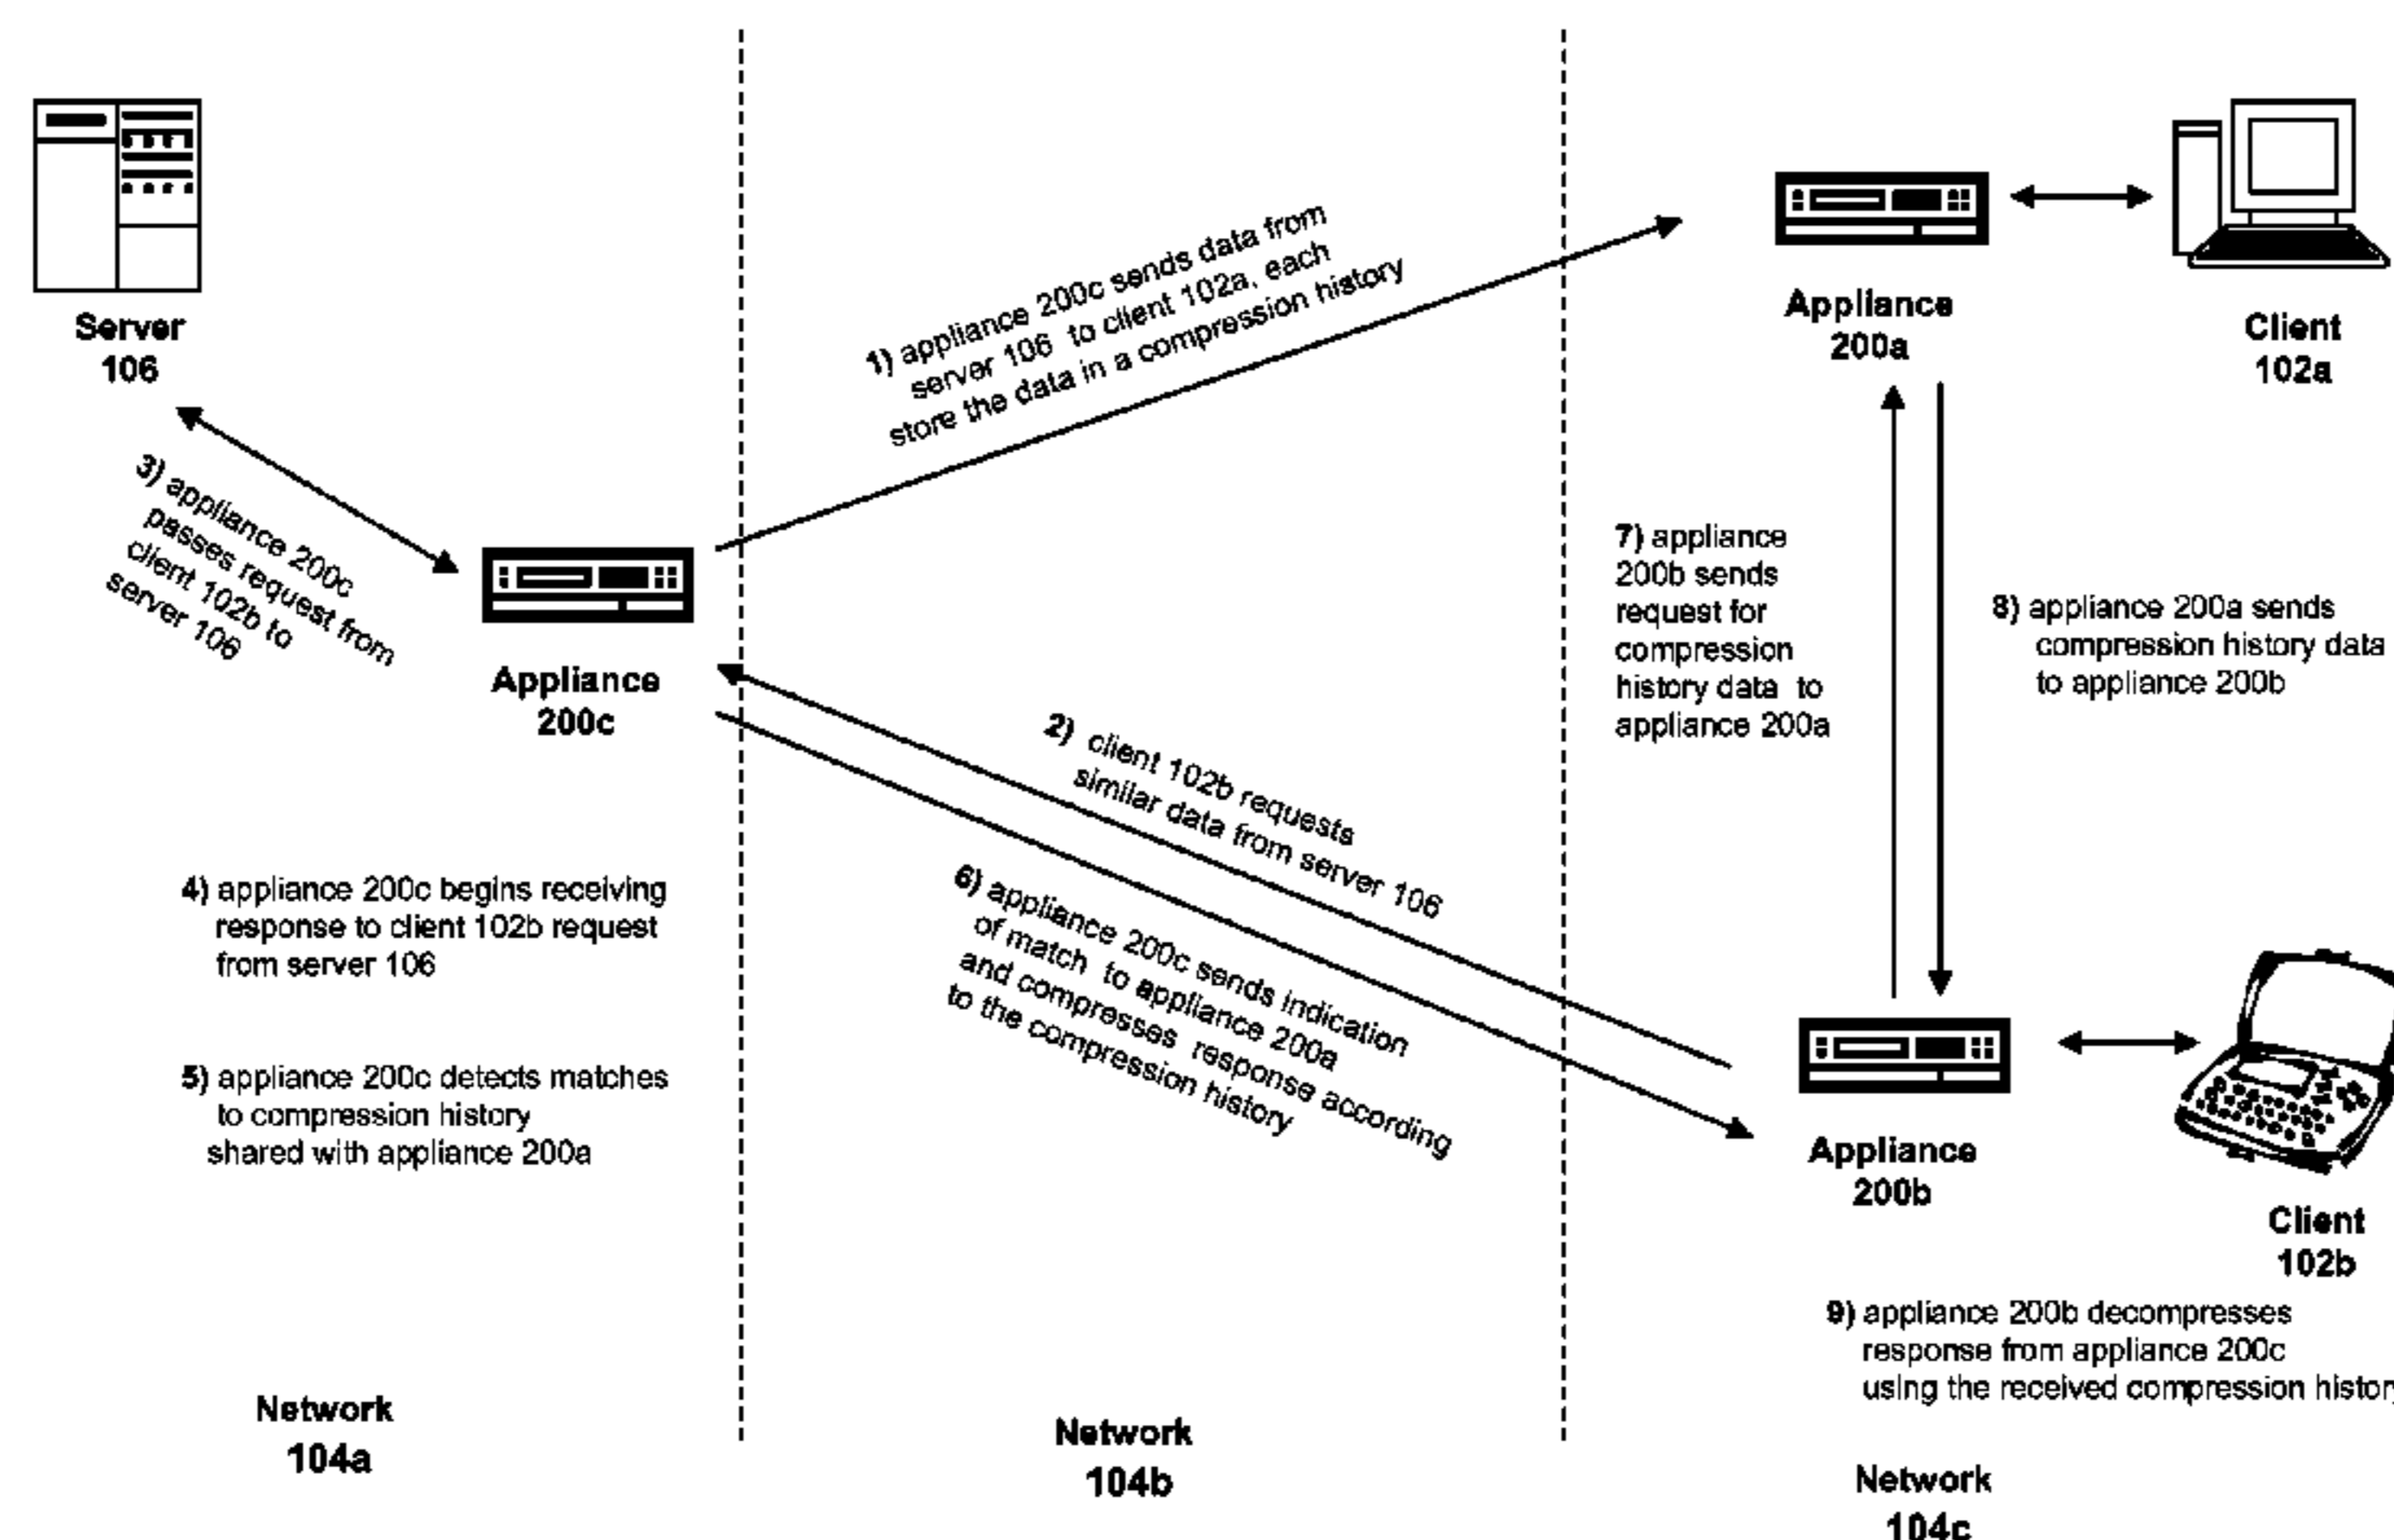 Server
106
1) appliance 200c sends data from
server 106 to client 102a, each
store the data in a compression history
Appliance
200a
Client
102a
3) appliance 200c
passes request from
client 102b to
server 106
Appliance
200c
7) appliance
200b sends
request for
compression
history data to
appliance 200a
8) appliance 200a sends
compression history data
to appliance 200b
2) client 102b requests
similar data from server 106
6) appliance 200c sends indication
of match to appliance 200a
and compresses response according
to the compression history
4) appliance 200c begins receiving
response to client 102b request
from server 106
5) appliance 200c detects matches
to compression history
shared with appliance 200a
Appliance
200b
Client
102b
9) appliance 200b decompresses
response from appliance 200c
using the received compression history
Network
104a
Network
104b
Network
104c